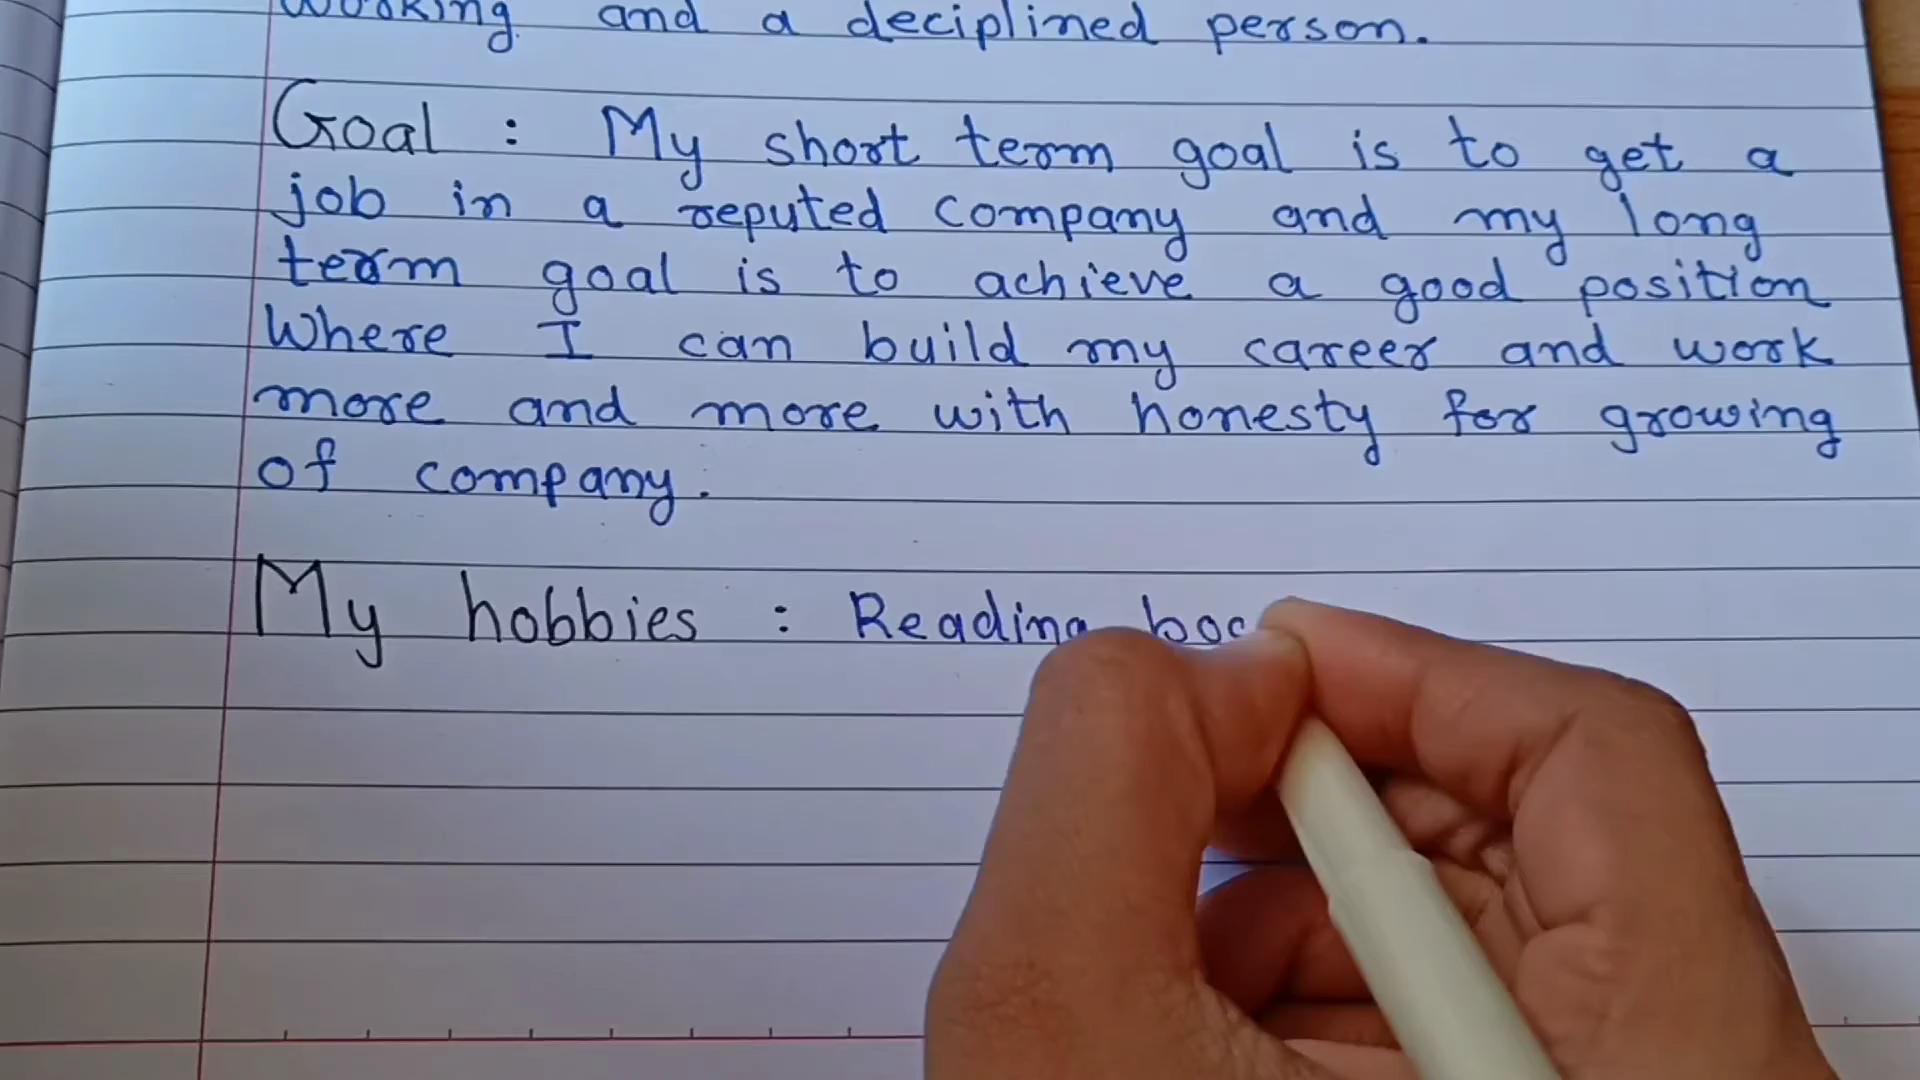 working and a deciplined person.
Goal : My short term goal is to get a
job in a reputed company and my long
term goal is to achieve a good position
Where I can build my career and work
more and more with honesty for growing
of company.
My hobbies : Reading